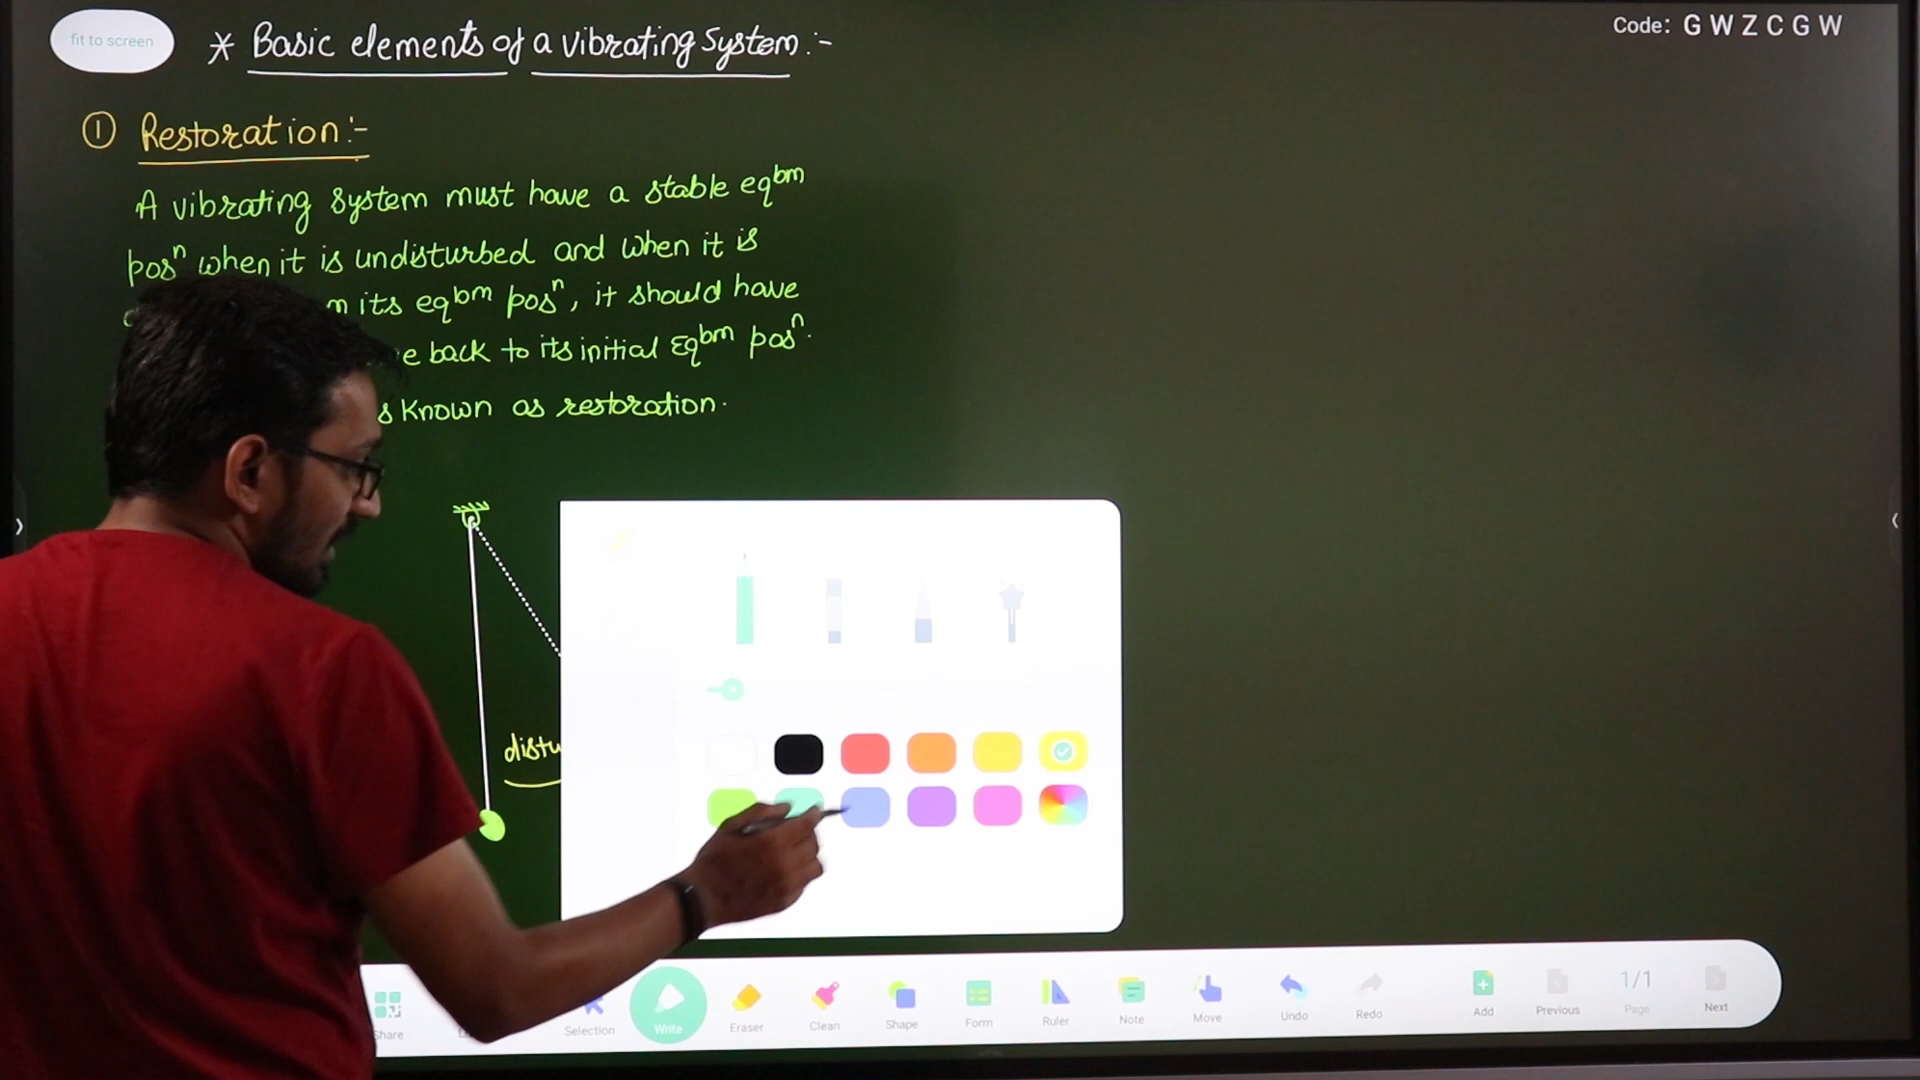 fit to screen
* Basic elements of a vibrating system :-
Code: G W Z C G W
① Restoration :-
A vibrating system must have a stable eqbm
posn when it is undisturbed and when it is
its eqbm posn, it should have
back to its initial Eqbm posn.
known as restoration.
Share
Selection
Write
Eraser
Clean
Shape
Form
Ruler
Note
Move
Undo
Redo
Add
Previous
1/1
Page
Next